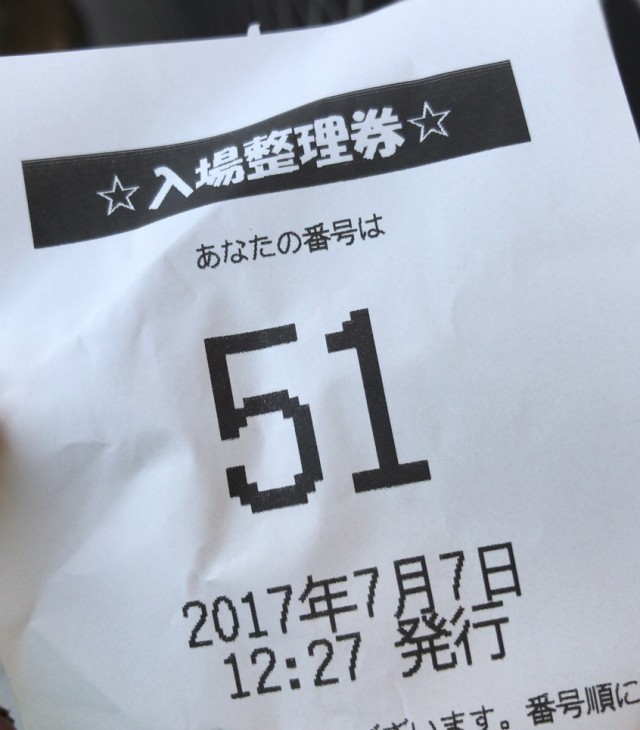 ☆入場整理券☆
あなたの番号は
51
2017年7月7日
12:27 発行
ざいます。番号順に